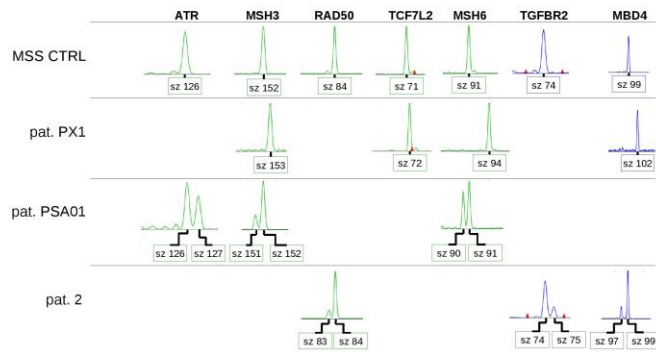 ATR MSH3 RAD50 TCF7L2 MSH6 TGFBR2 MBD4
MSS CTRL
sz 126 sz 152 sz 84 sz 71 sz 91 sz 74 sz 99
pat. PX1
sz 153 sz 72 sz 94 sz 102
pat. PSA01
sz 126 sz 127 sz 151 sz 152 sz 90 sz 91
pat. 2
sz 83 sz 84 sz 74 sz 75 sz 97 sz 99